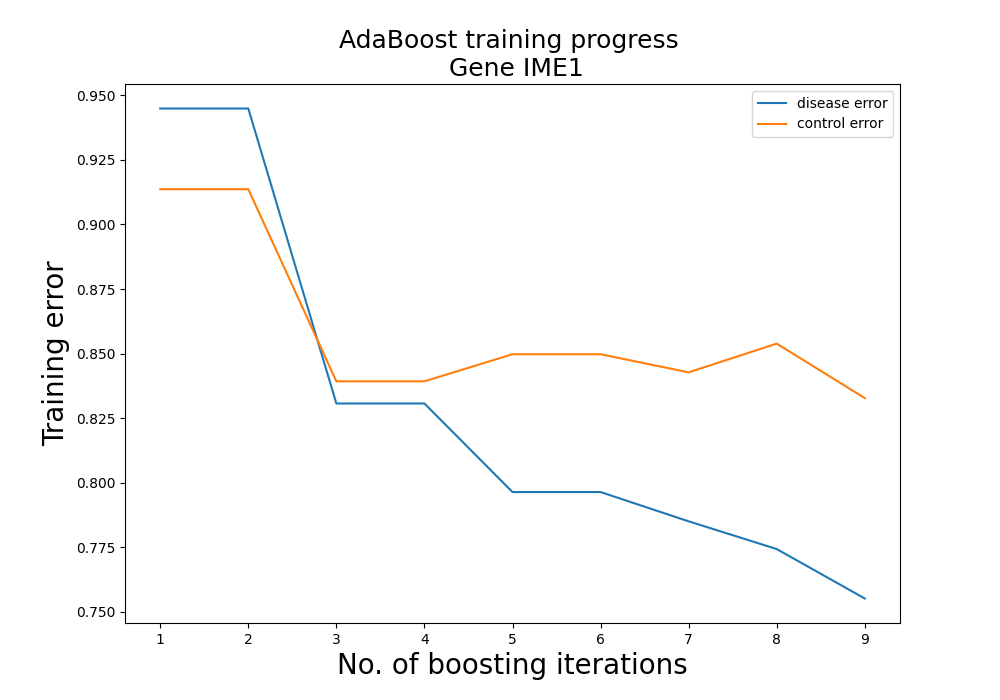 AdaBoost training progress
Gene IME1
disease error
control error
Training error
0.950
0.925
0.900
0.875
0.850
0.825
0.800
0.775
0.750
1 2 3 4 5 6 7 8 9
No. of boosting iterations